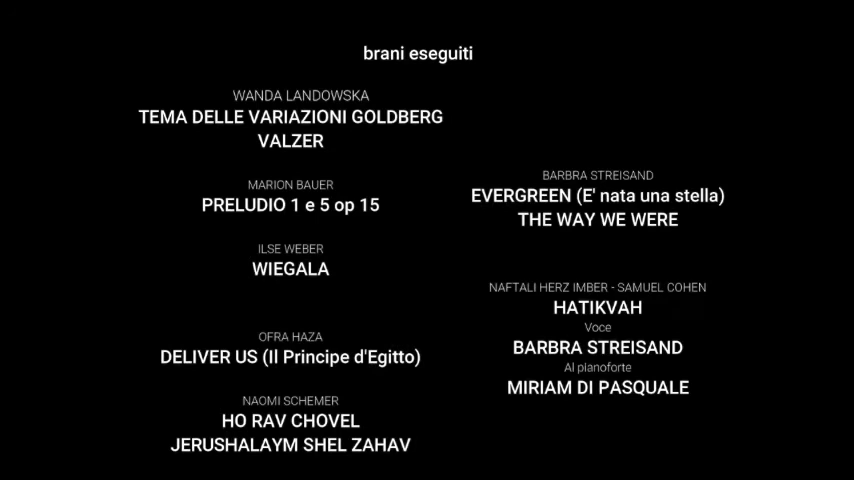 brani eseguiti
WANDA LANDOWSKA
TEMA DELLE VARIAZIONI GOLDBERG
VALZER
MARION BAUER
PRELUDIO 1 e 5 op 15
ILSE WEBER
WIEGALA
OFRA HAZA
DELIVER US (Il Principe d'Egitto)
NAOMI SCHEMER
HO RAV CHOVEL
JERUSHALAYM SHEL ZAHAV
BARBRA STREISAND
EVERGREEN (E' nata una stella)
THE WAY WE WERE
NAFTALI HERZ IMBER - SAMUEL COHEN
HATIKVAH
Voce
BARBRA STREISAND
Al pianoforte
MIRIAM DI PASQUALE